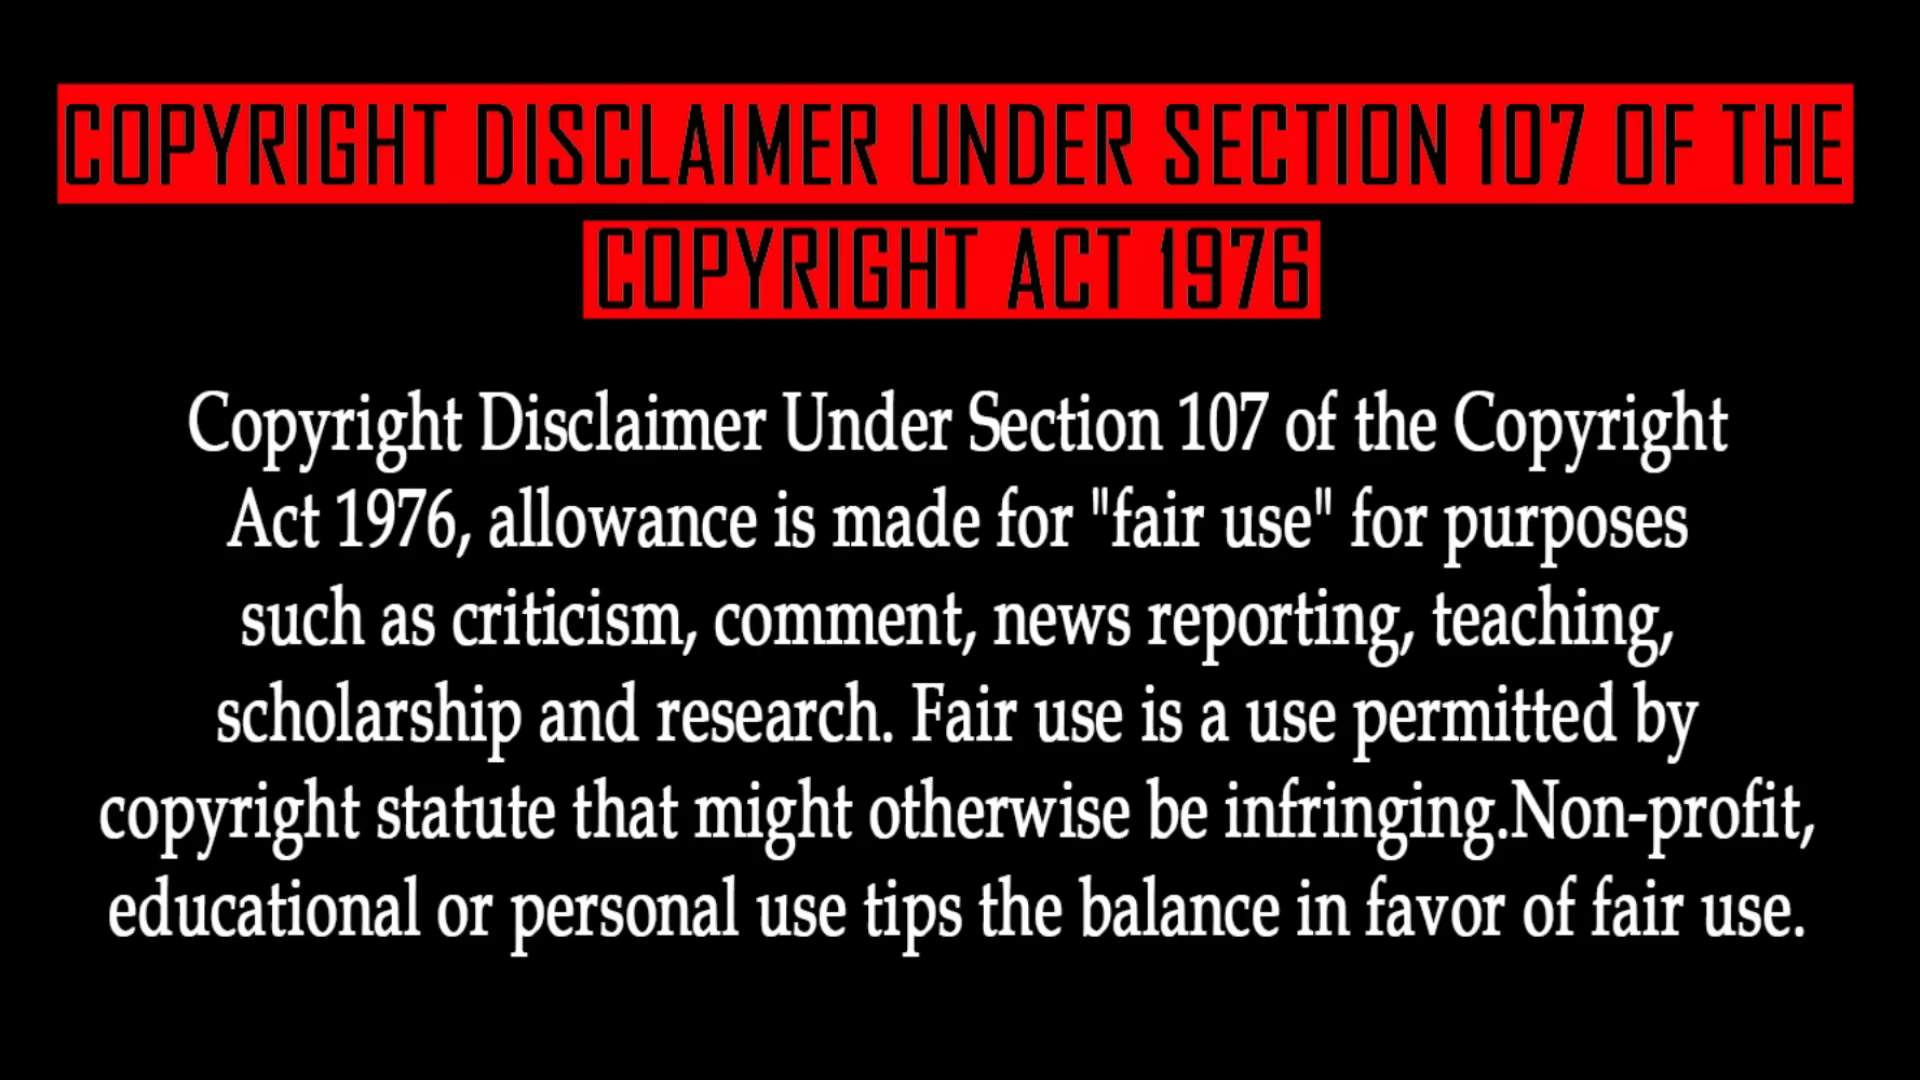 COPYRIGHT DISCLAIMER UNDER SECTION 107 OF THE
COPYRIGHT ACT 1976
Copyright Disclaimer Under Section 107 of the Copyright
Act 1976, allowance is made for "fair use" for purposes
such as criticism, comment, news reporting, teaching,
scholarship and research. Fair use is a use permitted by
copyright statute that might otherwise be infringing.Non-profit,
educational or personal use tips the balance in favor of fair use.